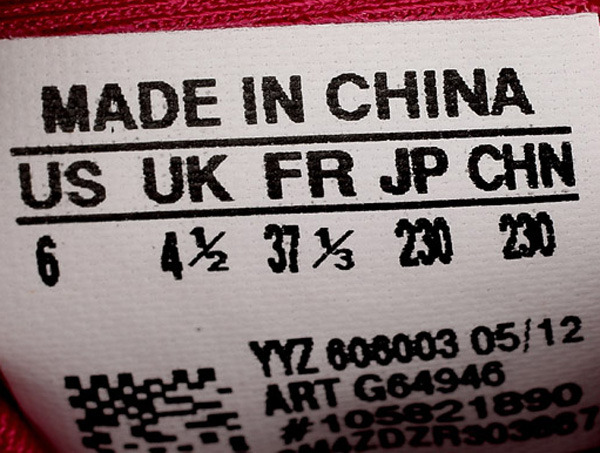 MADE IN CHINA
US UK FR JP CHN
6 4½ 37⅓ 230 230
YYZ 606003 05/12
ART G64946
#105821890